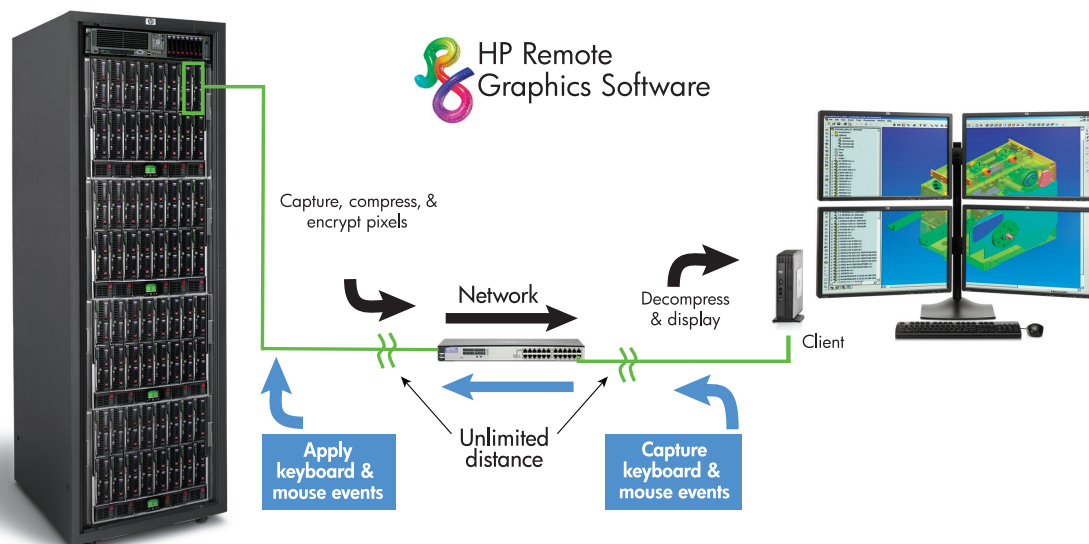 HP Remote
Graphics Software
Capture, compress, &
encrypt pixels
Network
Decompress
& display
Client
Unlimited
distance
Apply
keyboard &
mouse events
Capture
keyboard &
mouse events